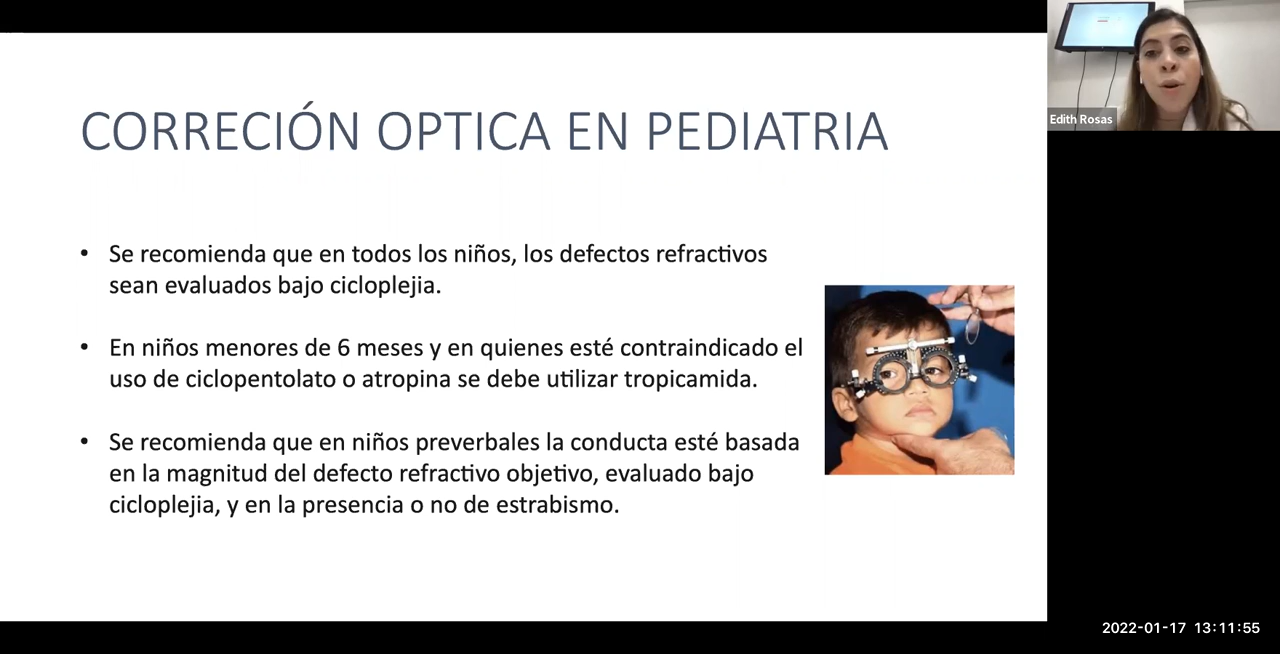 CORRECIÓN OPTICA EN PEDIATRIA
• Se recomienda que en todos los niños, los defectos refractivos
sean evaluados bajo cicloplejia.
• En niños menores de 6 meses y en quienes esté contraindicado el
uso de ciclopentolato o atropina se debe utilizar tropicamida.
• Se recomienda que en niños preverbales la conducta esté basada
en la magnitud del defecto refractivo objetivo, evaluado bajo
cicloplejia, y en la presencia o no de estrabismo.
Edith Rosas
2022-01-17 13:11:55